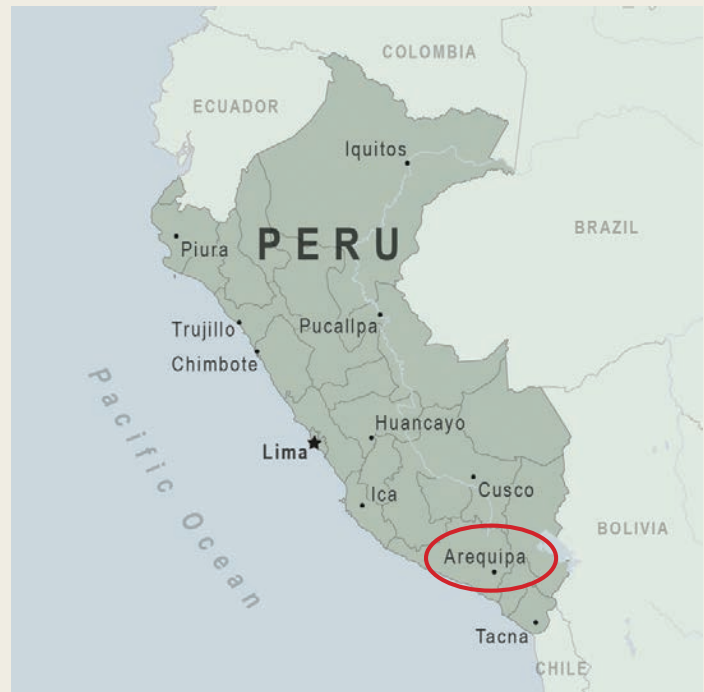 COLOMBIA
ECUADOR
Iquitos
BRAZIL
PERU
Piura
Trujillo
Pucallpa
Chimbote
Pacific Ocean
Huancayo
Lima
Cusco
Ica
BOLIVIA
Arequipa
Tacna
CHILE